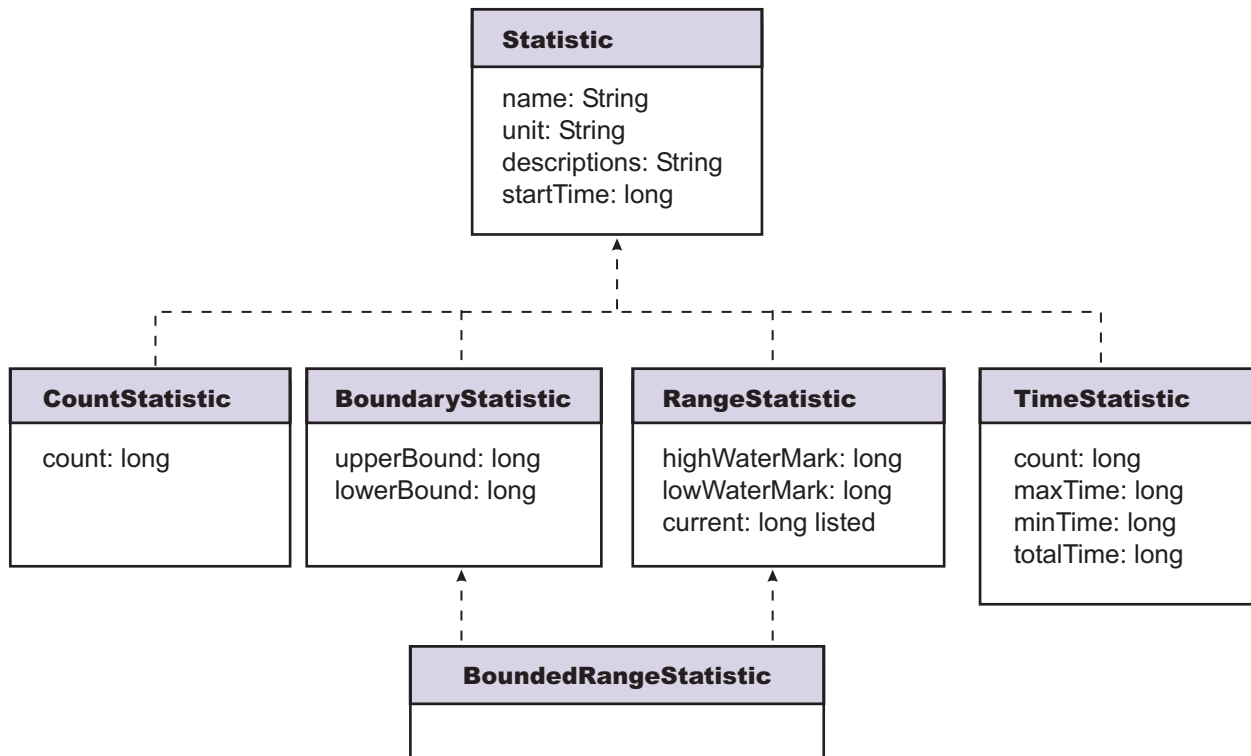 Statistic
name: String
unit: String
descriptions: String
startTime: long
CountStatistic
count: long
BoundaryStatistic
upperBound: long
lowerBound: long
RangeStatistic
highWaterMark: long
lowWaterMark: long
current: long listed
TimeStatistic
count: long
maxTime: long
minTime: long
totalTime: long
BoundedRangeStatistic